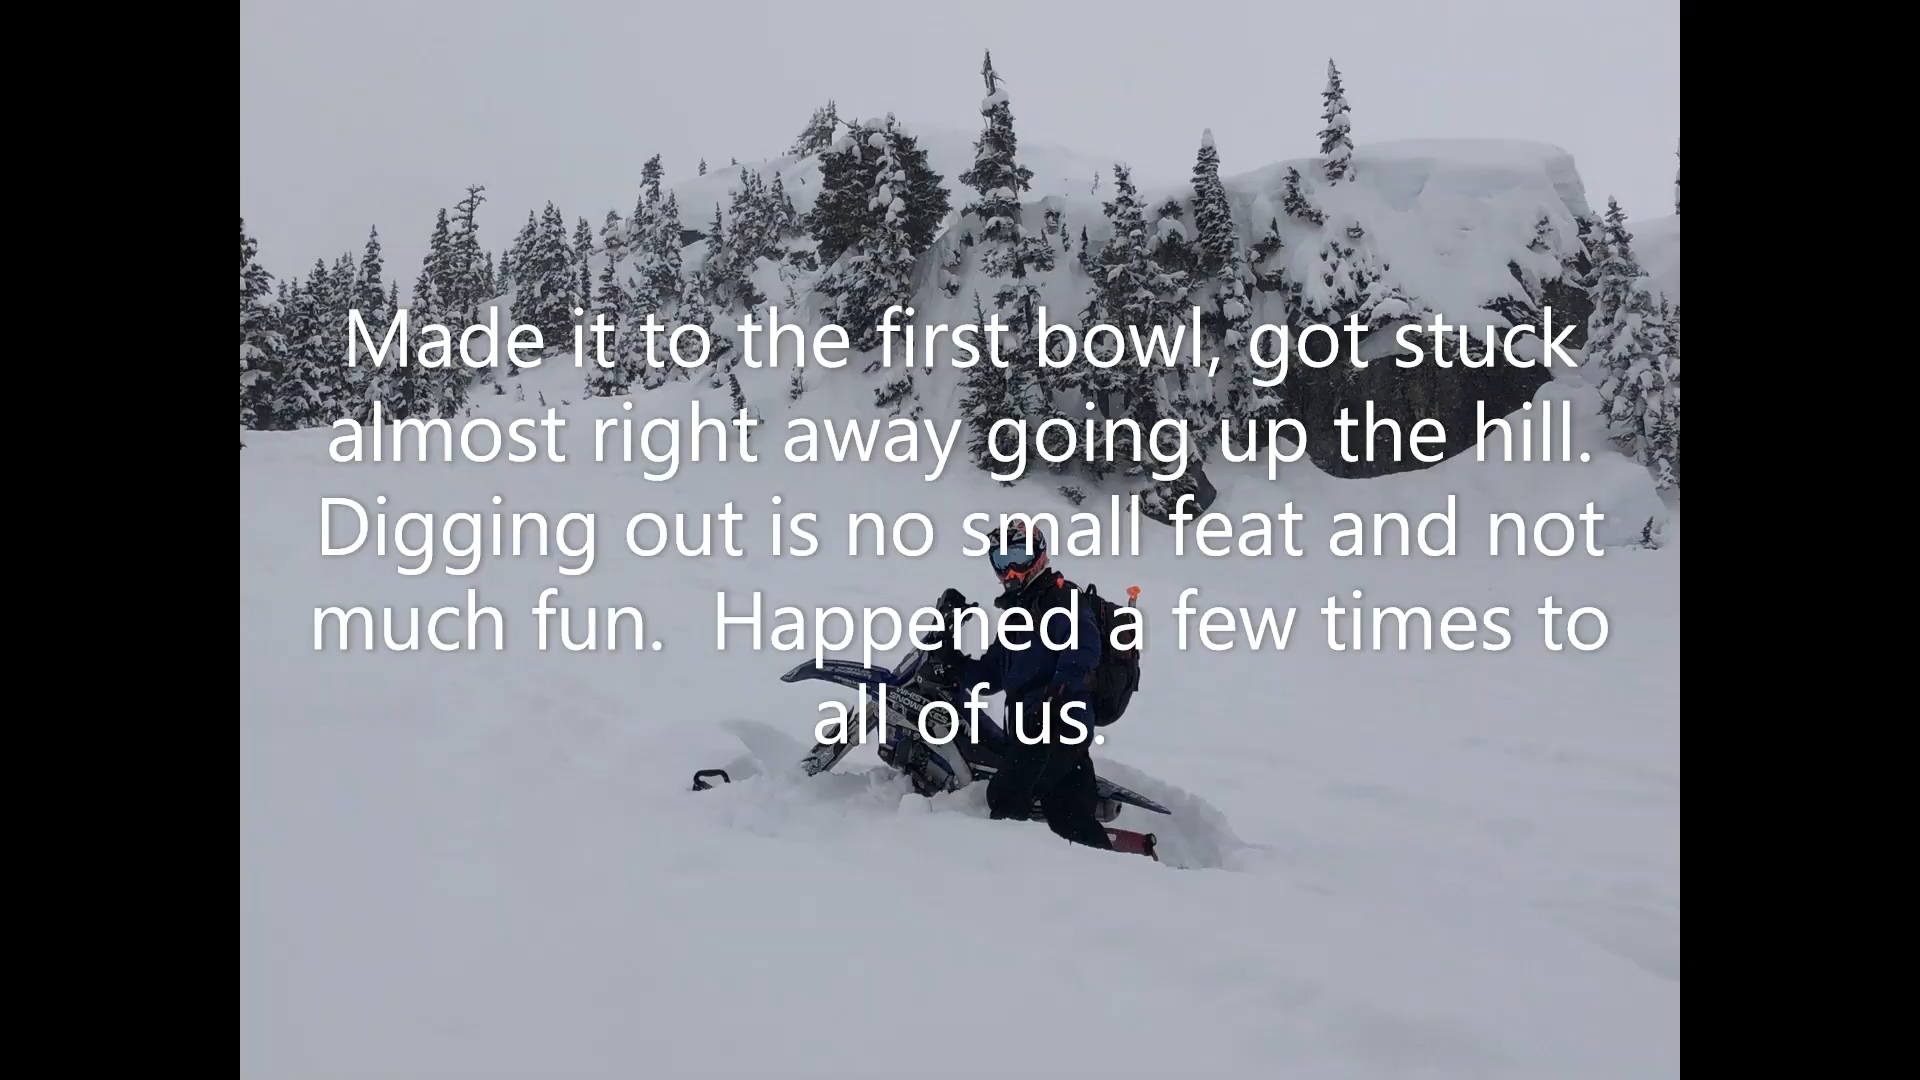 Made it to the first bowl, got stuck
almost right away going up the hill.
Digging out is no small feat and not
much fun.  Happened a few times to
all of us.